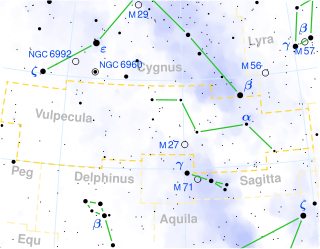 M 29
β
Lyra
γ
M 57
NGC 6992
ε
NGC 6960
ζ
Cygnus
M 56
β
Vulpecula
α
M 27
γ
Peg
Delphinus
M 71
Sagitta
β
Aquila
ζ
Equ